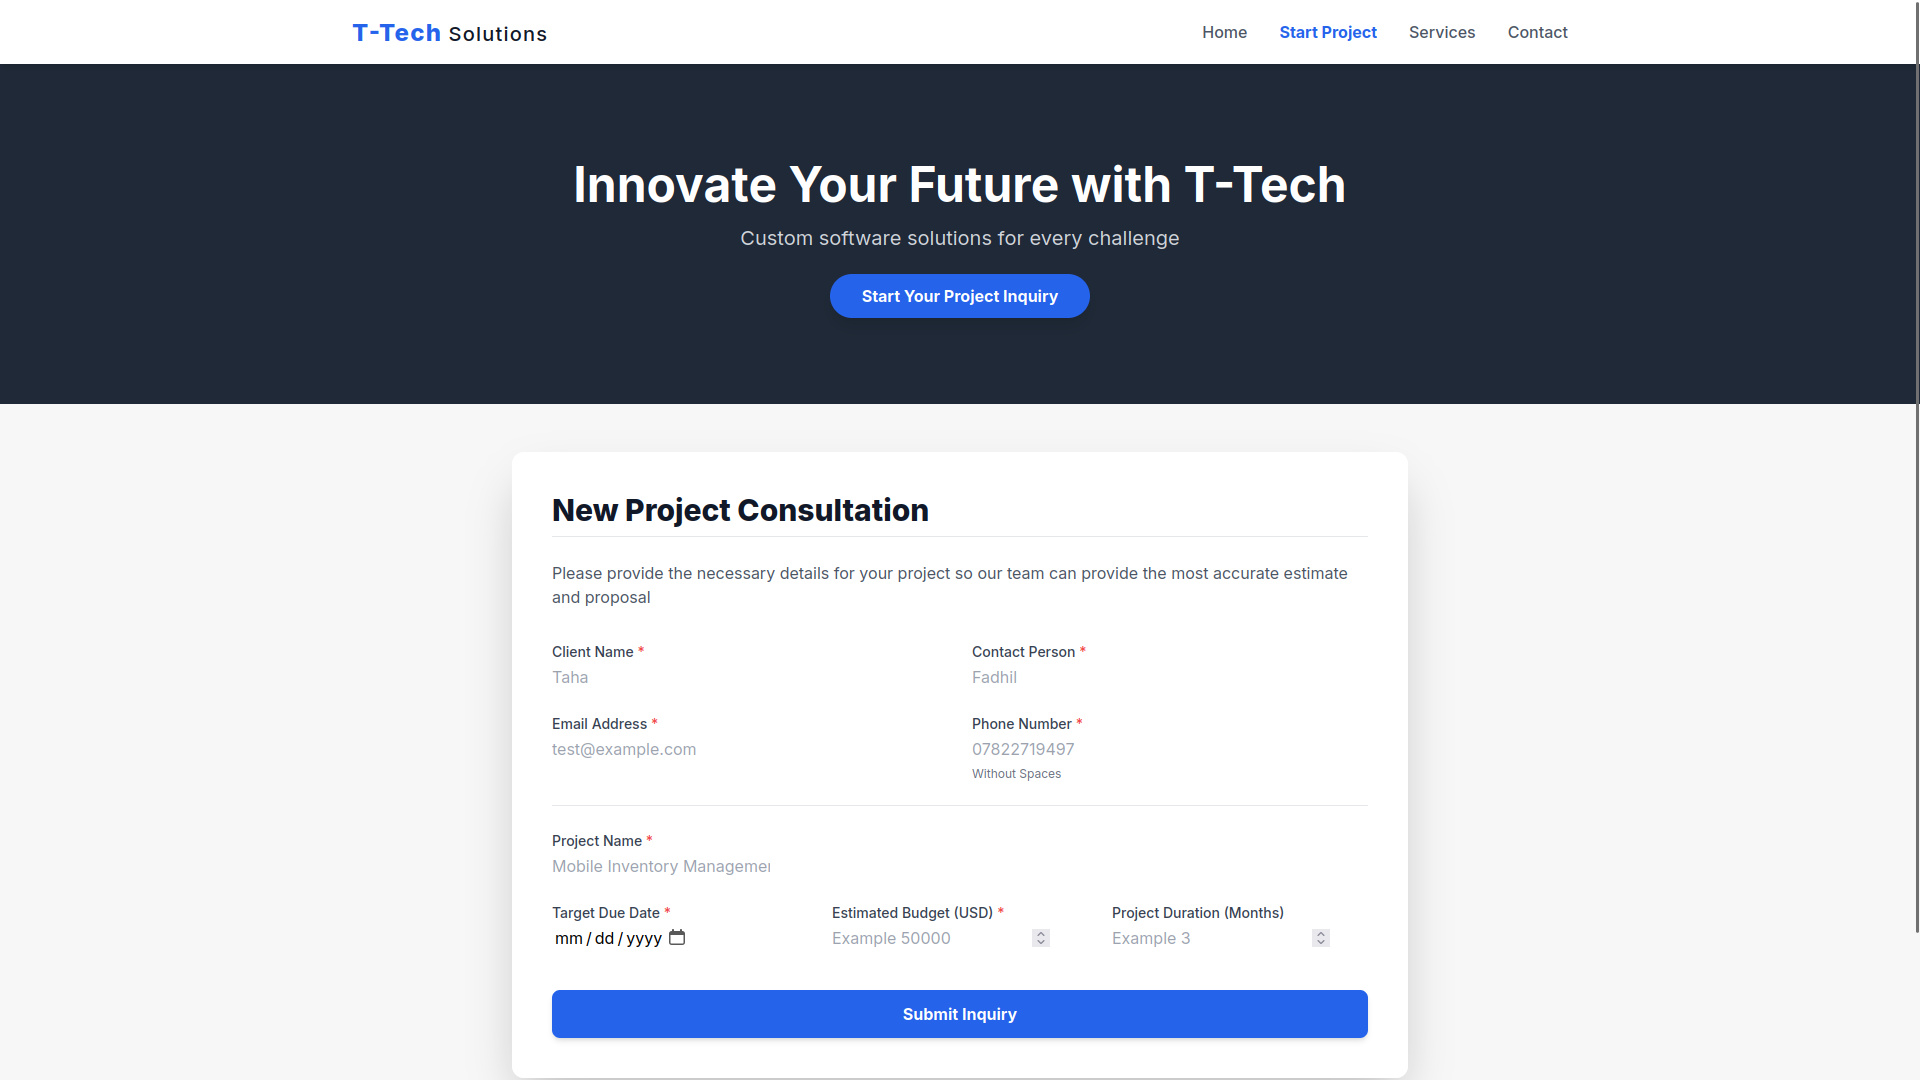 T-Tech Solutions
Home Start Project Services Contact
Innovate Your Future with T-Tech
Custom software solutions for every challenge
Start Your Project Inquiry
New Project Consultation
Please provide the necessary details for your project so our team can provide the most accurate estimate
and proposal
Client Name * Contact Person *
Taha Fadhil
Email Address * Phone Number *
test@example.com 07822719497
Without Spaces
Project Name *
Mobile Inventory Managemer
Target Due Date * Estimated Budget (USD) * Project Duration (Months)
mm/dd/yyyy Example 50000 Example 3
Submit Inquiry